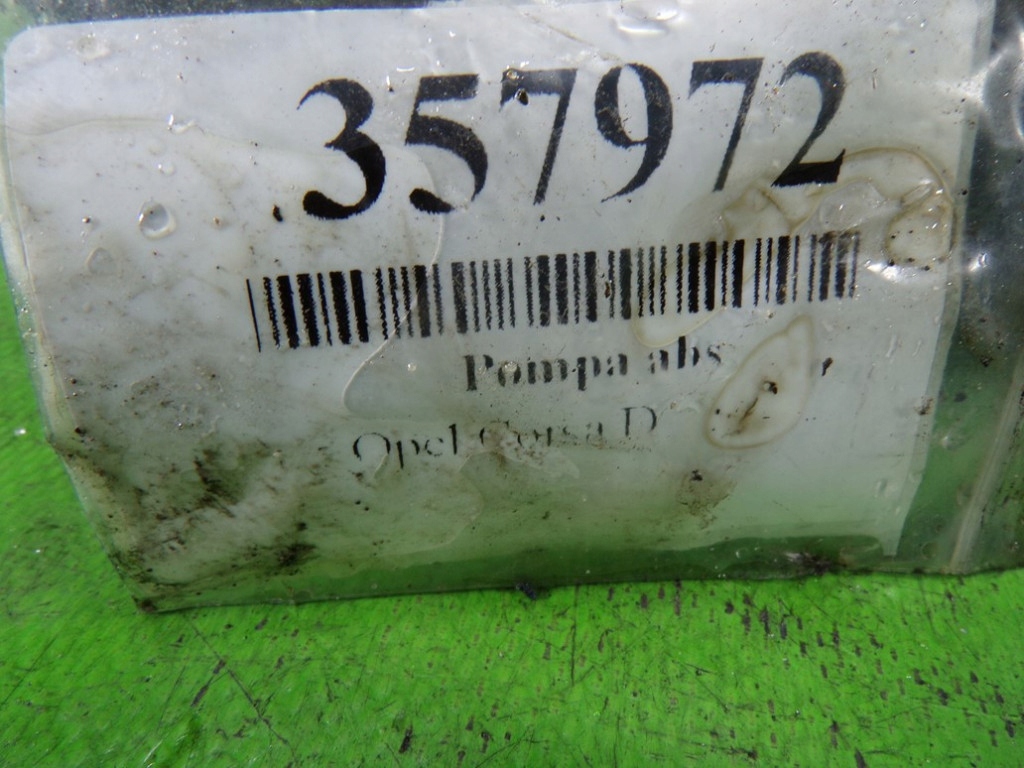 357972
Pompa abs ,
Opel Corsa D